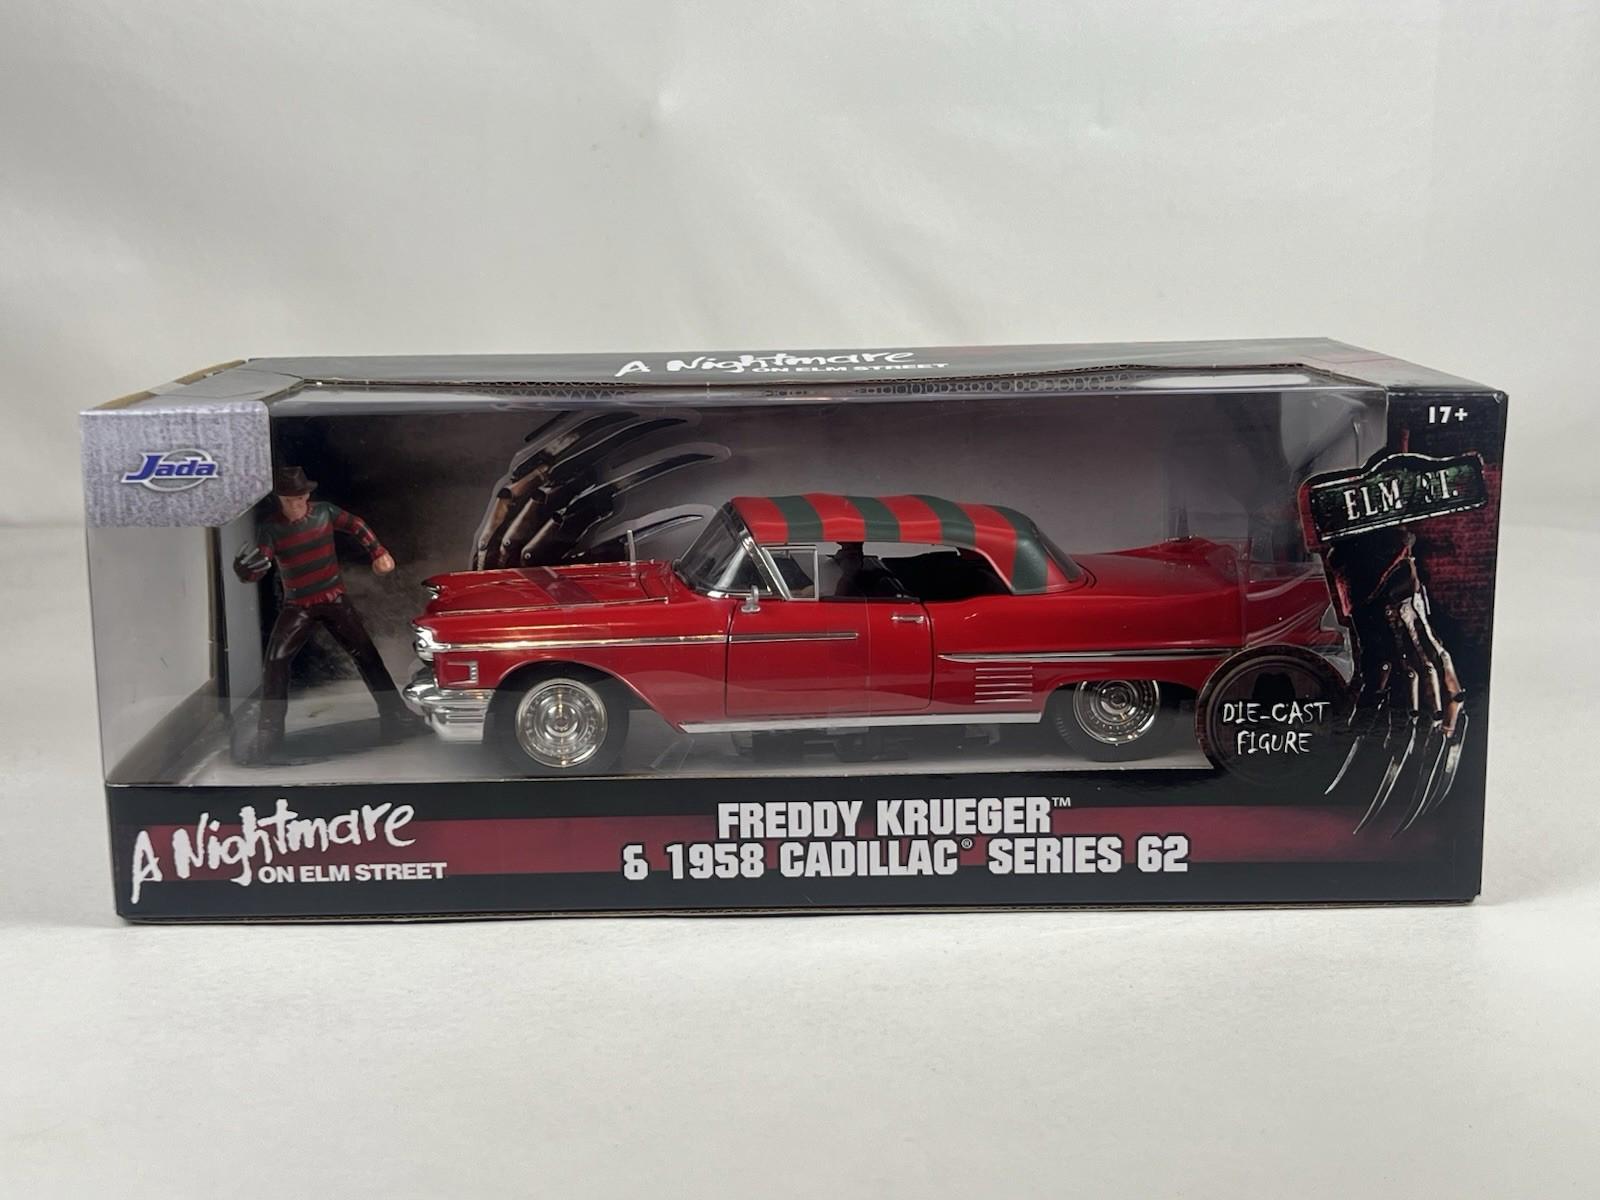 A Nightmare
ON ELM STREET
17+
Jada
ELM ST.
DIE-CAST
FIGURE
A Nightmare
ON ELM STREET
FREDDY KRUEGER™
& 1958 CADILLAC® SERIES 62